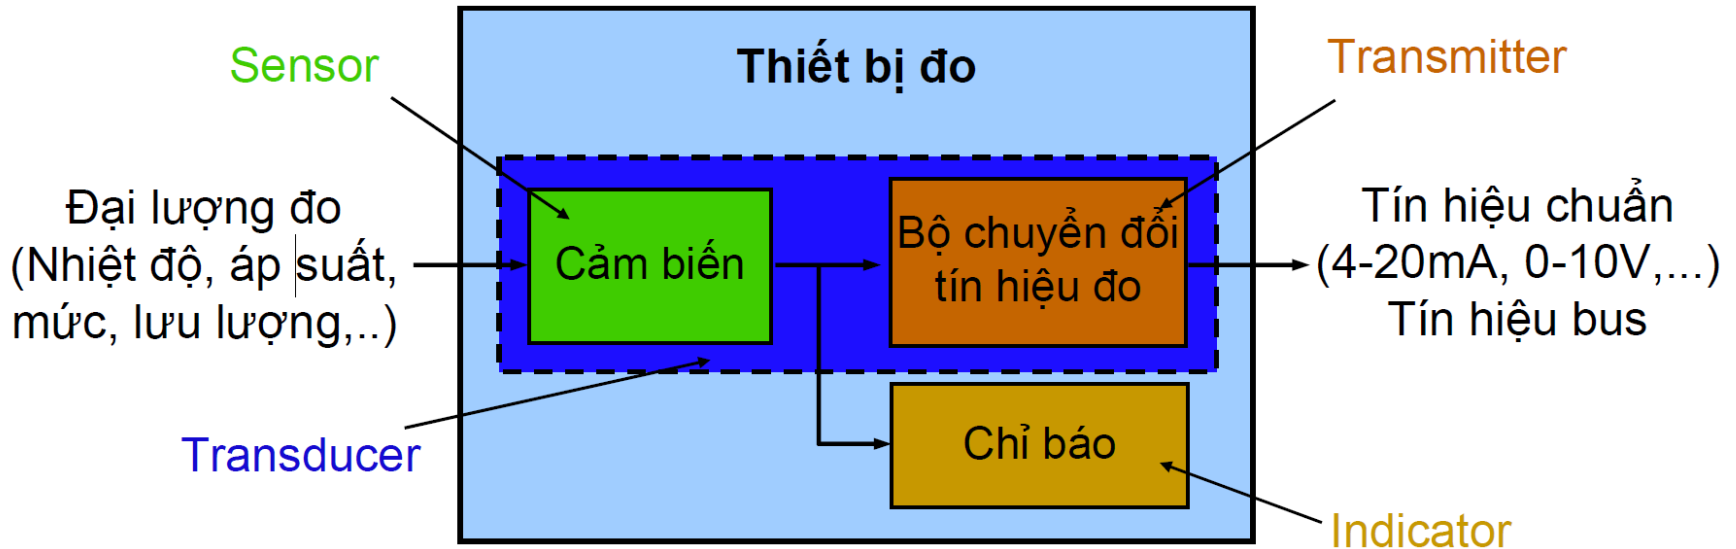 Thiết bị đo
Sensor
Transmitter
Đại lượng đo
(Nhiệt độ, áp suất,
mức, lưu lượng,..)
Cảm biến
Bộ chuyển đổi
tín hiệu đo
Tín hiệu chuẩn
(4-20mA, 0-10V,...)
Tín hiệu bus
Transducer
Chỉ báo
Indicator